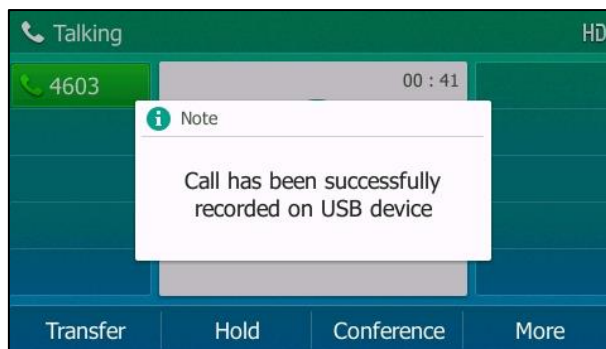 Talking
HD
4603
00 : 41
Note
Call has been successfully
recorded on USB device
Transfer
Hold
Conference
More